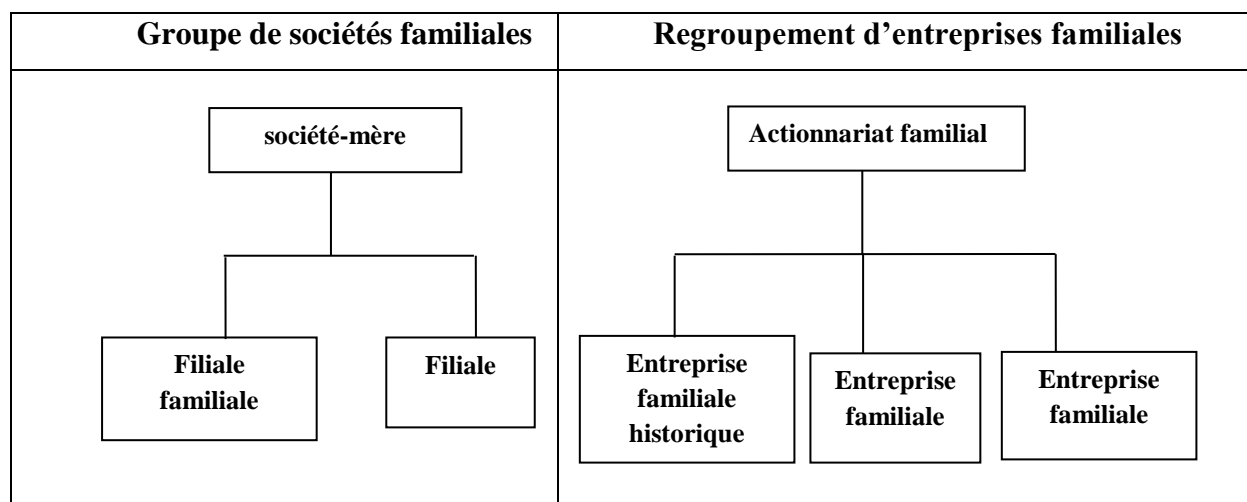 Groupe de sociétés familiales
Regroupement d’entreprises familiales
société-mère
Filiale
familiale
Filiale
Actionnariat familial
Entreprise
familiale
historique
Entreprise
familiale
Entreprise
familiale